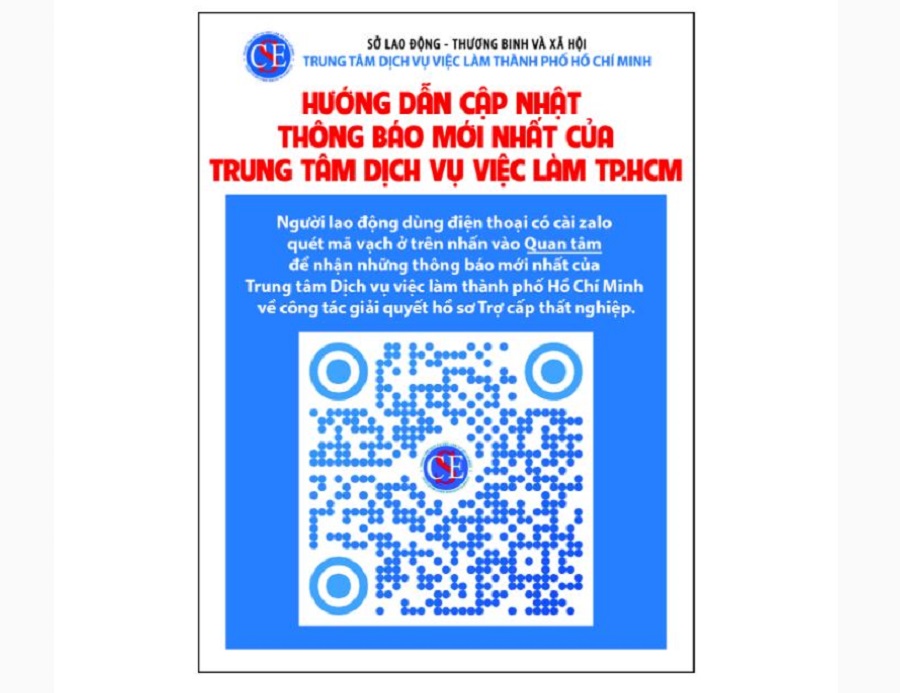 CSE
SỞ LAO ĐỘNG - THƯƠNG BINH VÀ XÃ HỘI
TRUNG TÂM DỊCH VỤ VIỆC LÀM THÀNH PHỐ HỒ CHÍ MINH
HƯỚNG DẪN CẬP NHẬT
THÔNG BÁO MỚI NHẤT CỦA
TRUNG TÂM DỊCH VỤ VIỆC LÀM TP.HCM
Người lao động dùng điện thoại có cài zalo
quét mã vạch ở trên nhấn vào Quan tâm
để nhận những thông báo mới nhất của
Trung tâm Dịch vụ việc làm thành phố Hồ Chí Minh
về công tác giải quyết hồ sơ Trợ cấp thất nghiệp.
CSE